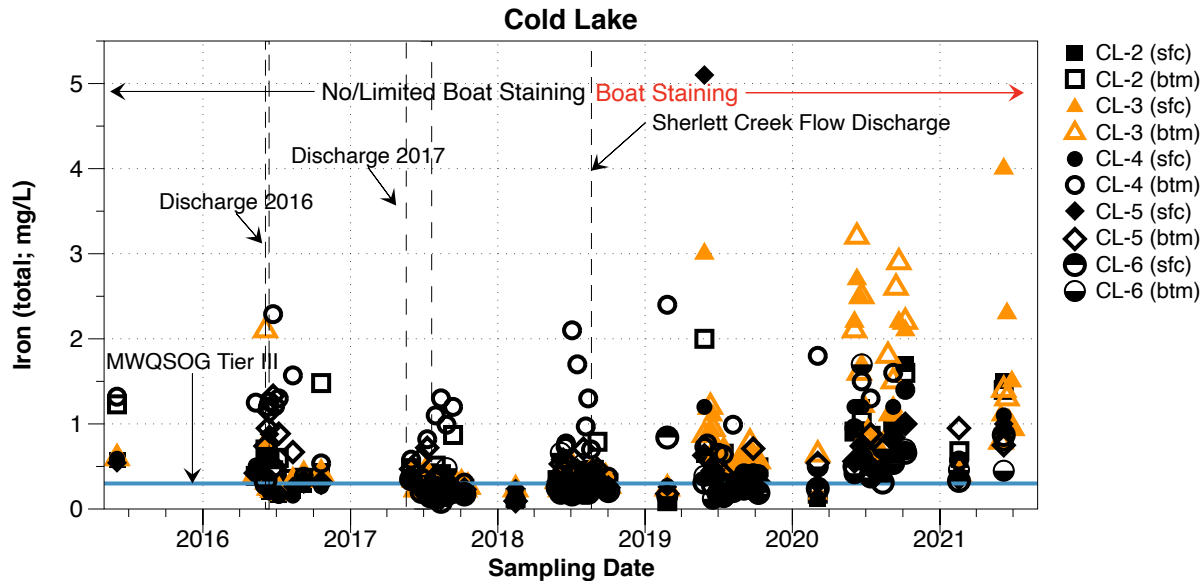 Cold Lake
Iron (total; mg/L)
5
4
3
2
1
0
No/Limited Boat Staining
Boat Staining
Sherlett Creek Flow Discharge
Discharge 2017
Discharge 2016
MWQSOG Tier III
2016
2017
2018
2019
2020
2021
Sampling Date
CL-2 (sfc)
CL-2 (btm)
CL-3 (sfc)
CL-3 (btm)
CL-4 (sfc)
CL-4 (btm)
CL-5 (sfc)
CL-5 (btm)
CL-6 (sfc)
CL-6 (btm)